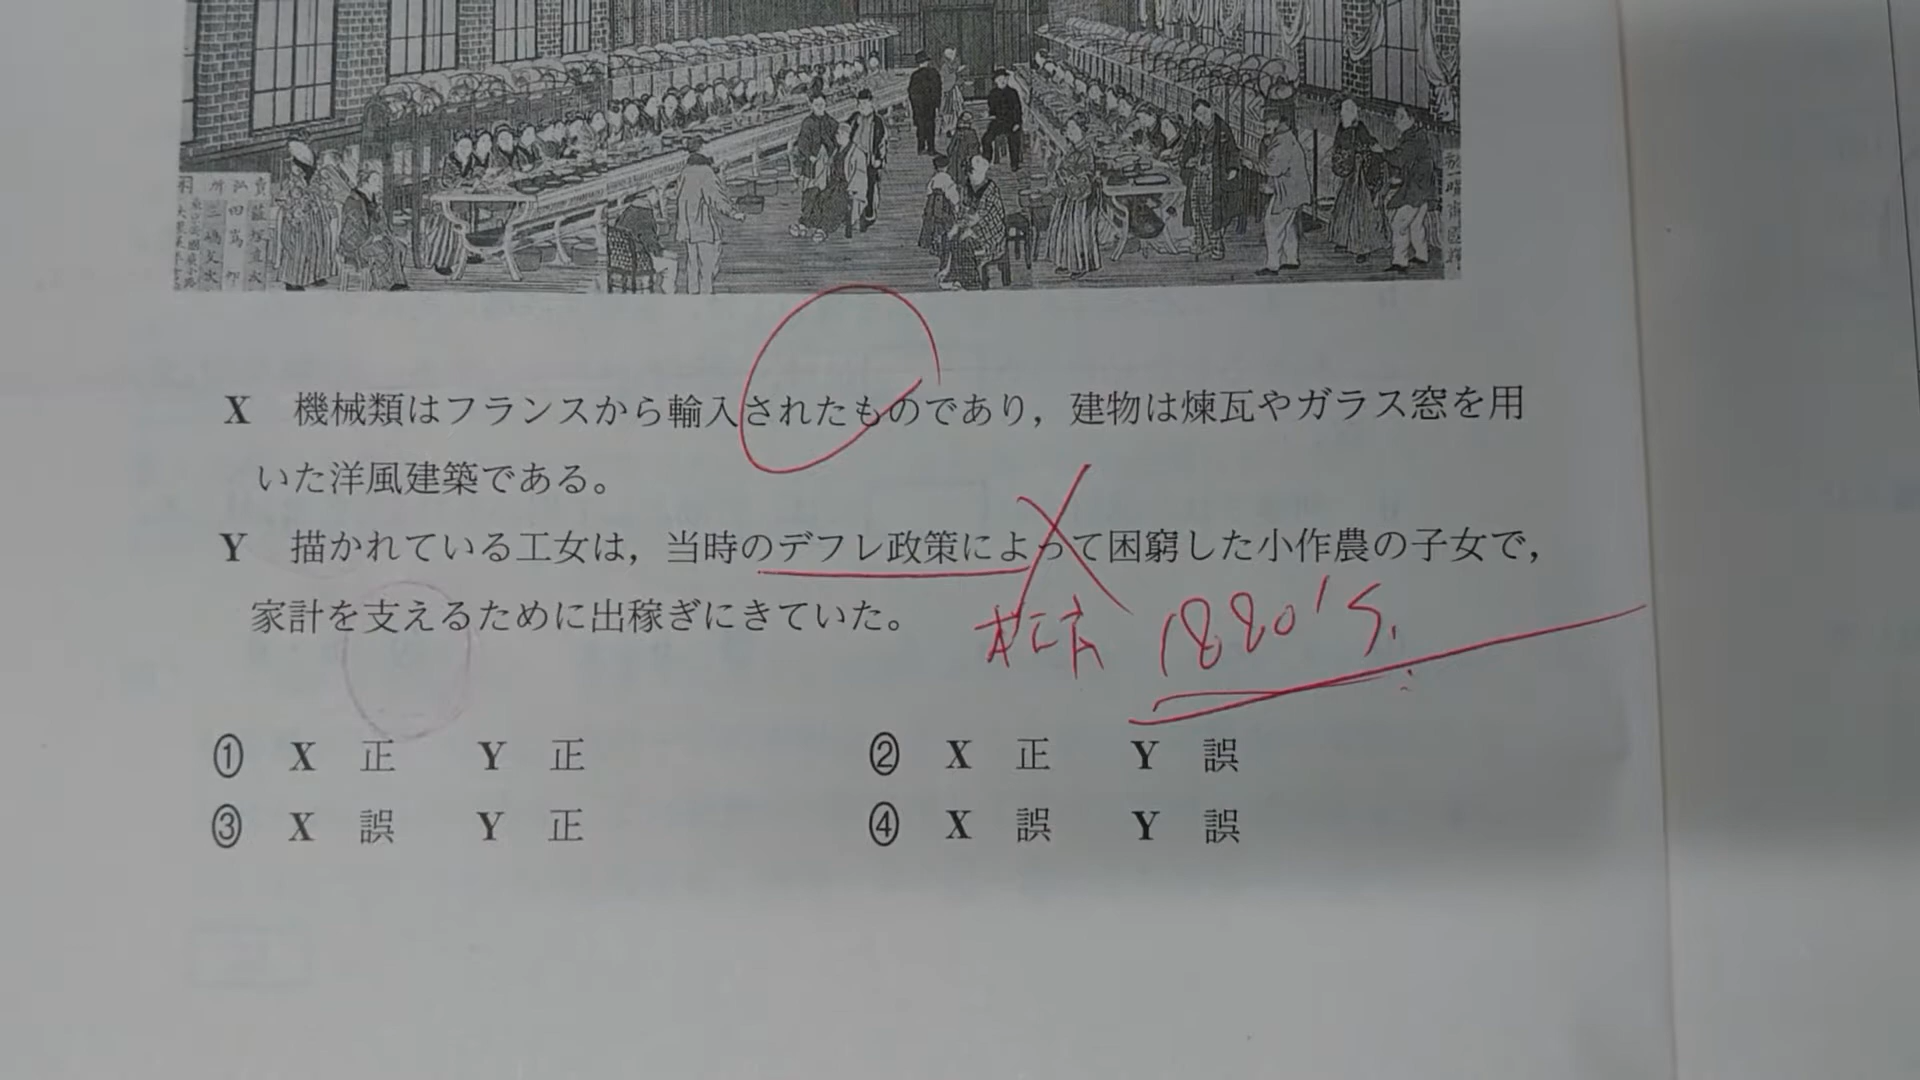 X 機械類はフランスから輸入されたものであり，建物は煉瓦やガラス窓を用
いた洋風建築である。
Y 描かれている工女は，当時のデフレ政策によって困窮した小作農の子女で，
家計を支えるために出稼ぎにきていた。
松方 1880's.
① X 正 Y 正 ② X 正 Y 誤
③ X 誤 Y 正 ④ X 誤 Y 誤